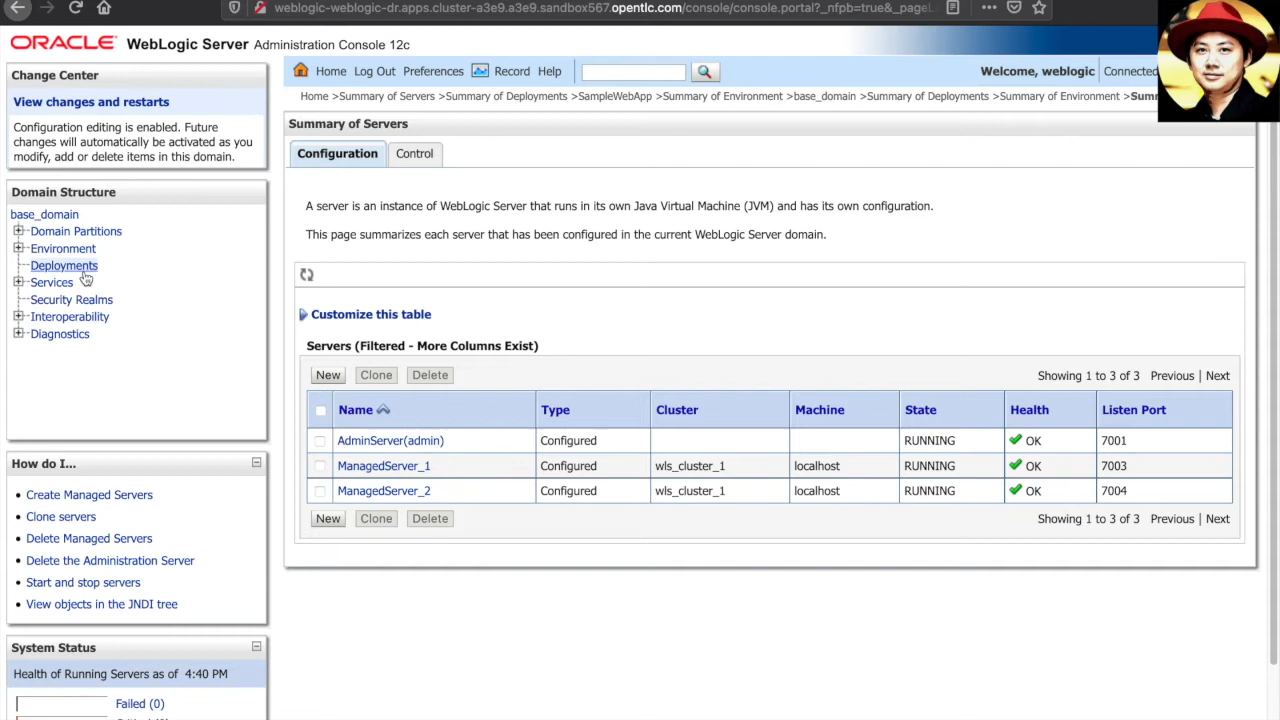 weblogic-weblogic-dr.apps.cluster-a3e9.a3e9.sandbox567.opentlc.com/console/console.portal?_nfpb=true&_pageL
ORACLE WebLogic Server Administration Console 12c
Change Center
View changes and restarts
Configuration editing is enabled. Future
changes will automatically be activated as you
modify, add or delete items in this domain.
Domain Structure
base_domain
Domain Partitions
Environment
Deployments
Services
Security Realms
Interoperability
Diagnostics
How do I...
Create Managed Servers
Clone servers
Delete Managed Servers
Delete the Administration Server
Start and stop servers
View objects in the JNDI tree
System Status
Health of Running Servers as of 4:40 PM
Failed (0)
Home Log Out Preferences Record Help
Welcome, weblogic Connected
Home >Summary of Servers >Summary of Deployments >SampleWebApp >Summary of Environment >base_domain >Summary of Deployments >Summary of Environment >Summ
Summary of Servers
Configuration Control
A server is an instance of WebLogic Server that runs in its own Java Virtual Machine (JVM) and has its own configuration.
This page summarizes each server that has been configured in the current WebLogic Server domain.
Customize this table
Servers (Filtered - More Columns Exist)
New Clone Delete Showing 1 to 3 of 3 Previous | Next
Name Type Cluster Machine State Health Listen Port
AdminServer(admin) Configured RUNNING OK 7001
ManagedServer_1 Configured wls_cluster_1 localhost RUNNING OK 7003
ManagedServer_2 Configured wls_cluster_1 localhost RUNNING OK 7004
New Clone Delete Showing 1 to 3 of 3 Previous | Next